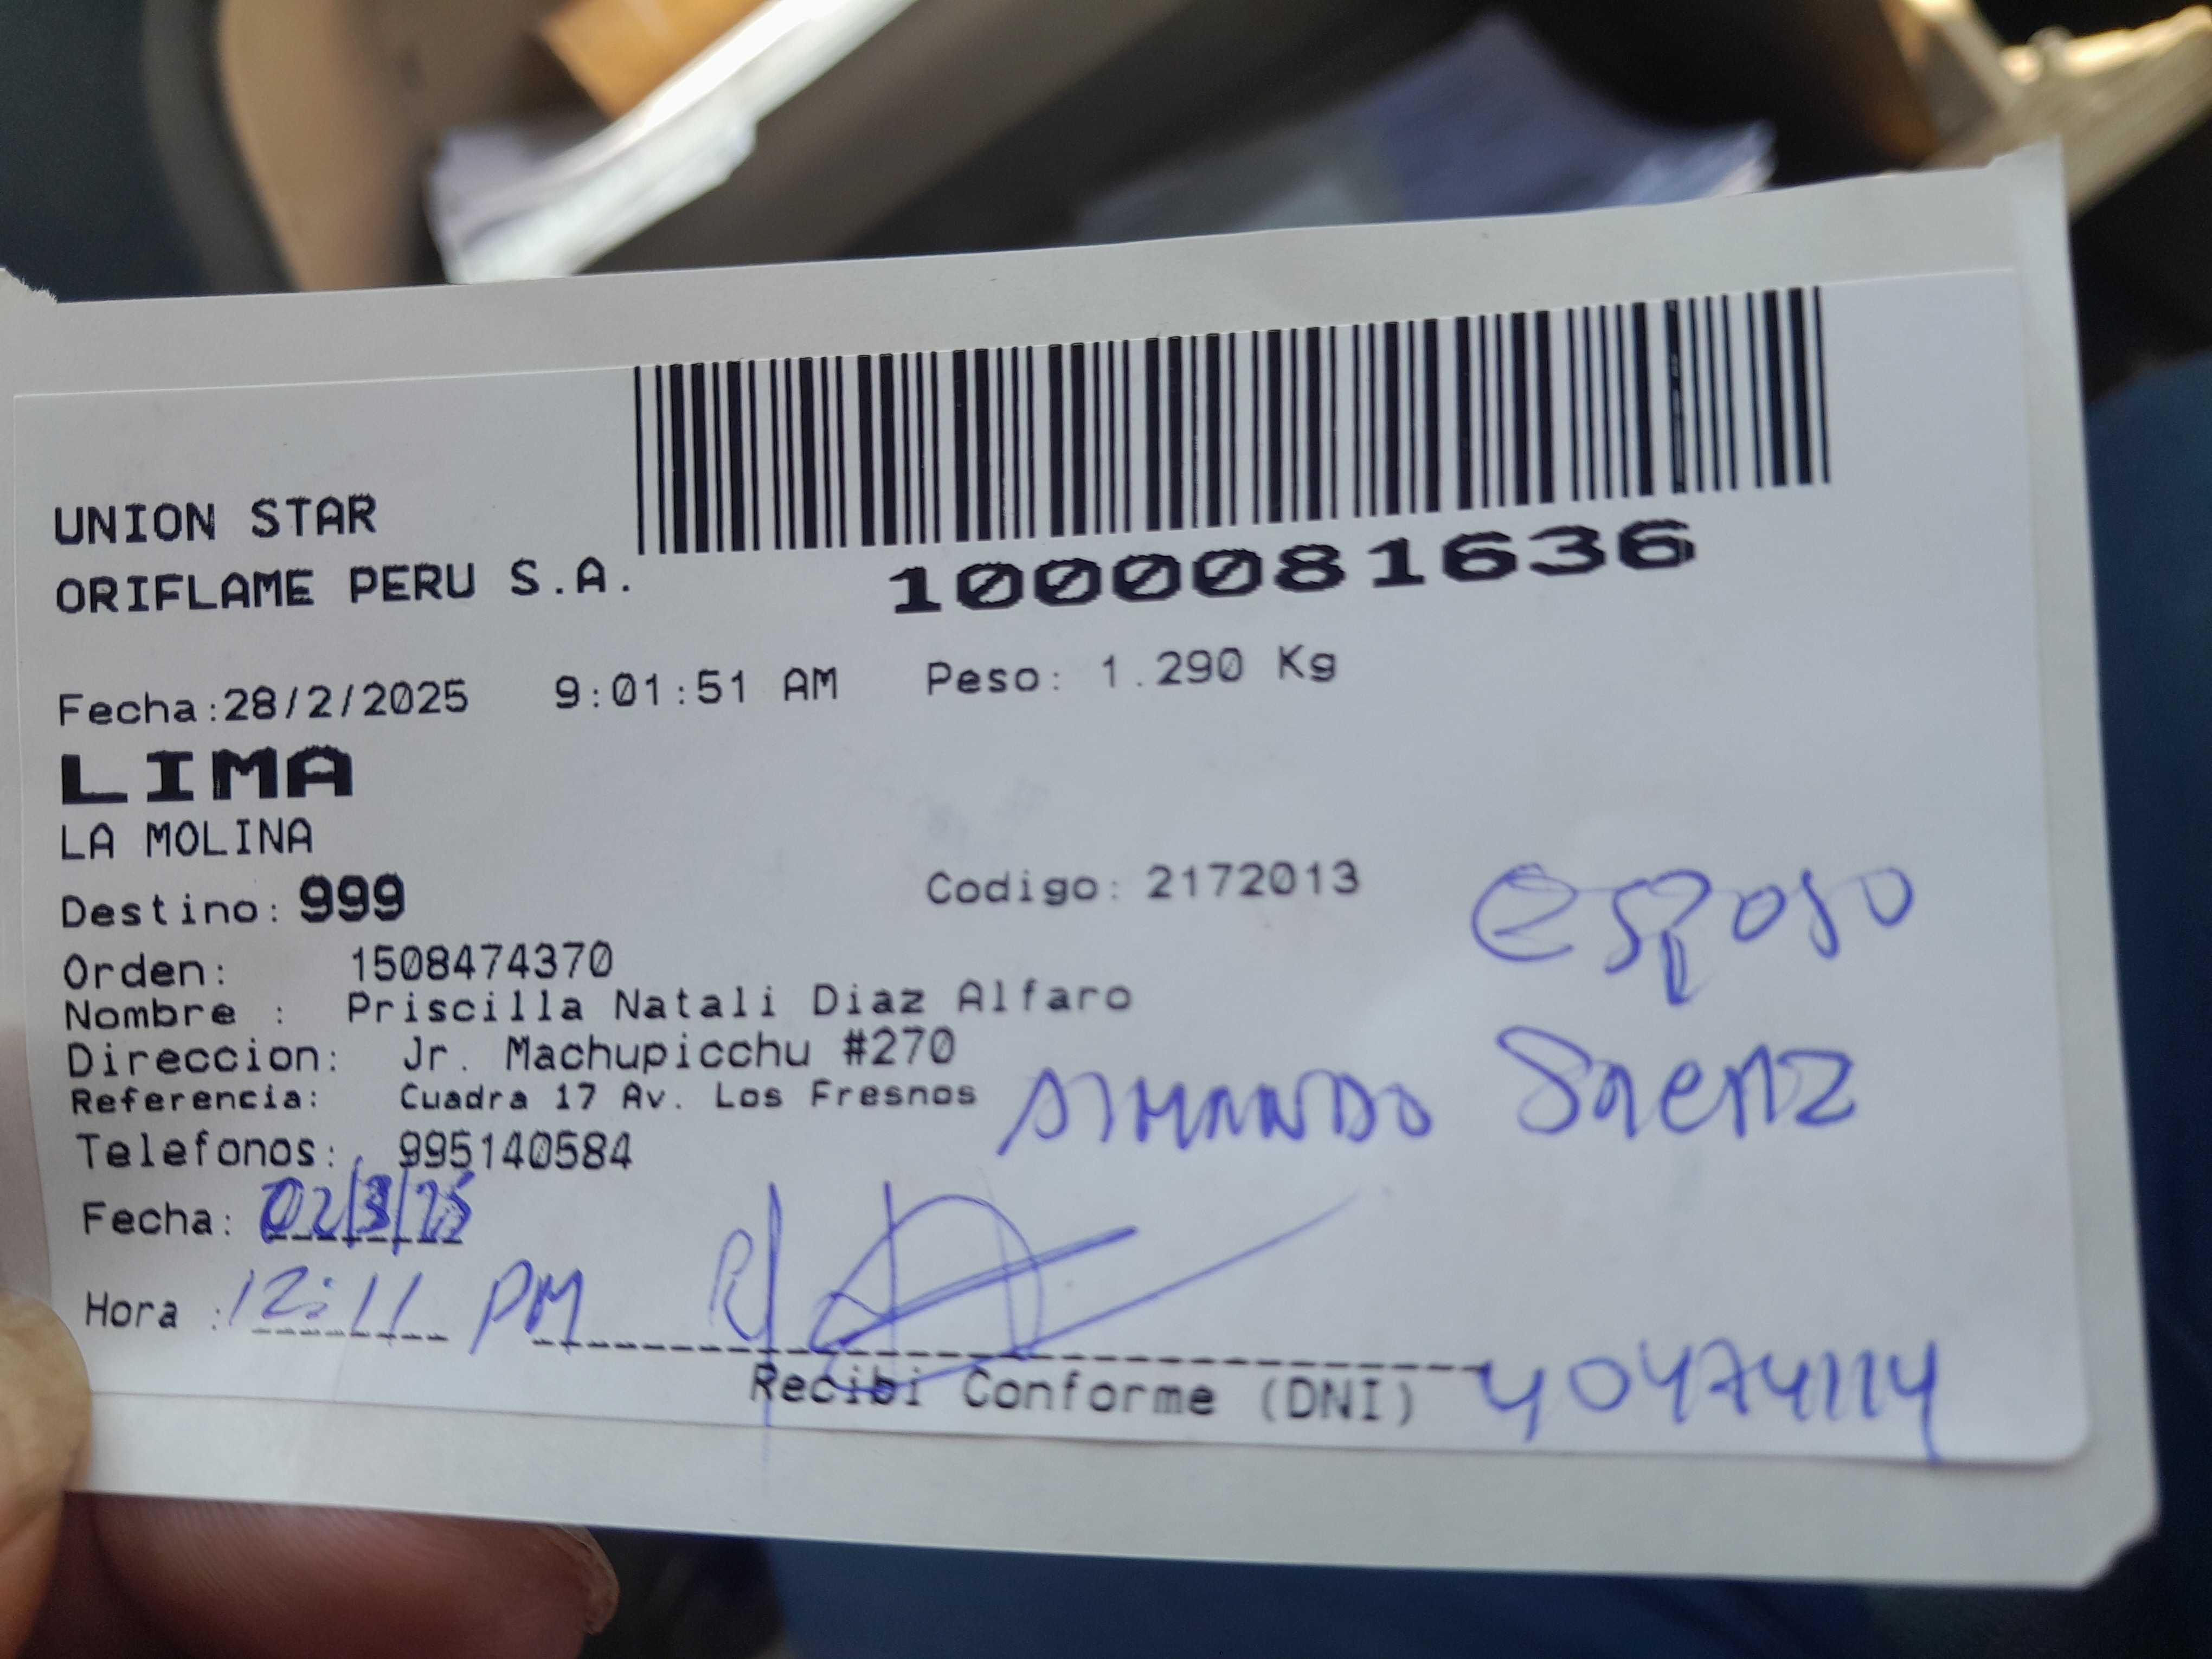 UNION STAR
ORIFLAME PERU S.A.
1000081636
Fecha:28/2/2025 9:01:51 AM Peso: 1.290 Kg
LIMA
LA MOLINA
Destino: 999 Codigo: 2172013 esposo
Orden: 1508474370
Nombre : Priscilla Natali Diaz Alfaro
Direccion: Jr. Machupicchu #270
Referencia: Cuadra 17 Av. Los Fresnos ARMANDO Saenz
Telefonos: 995140584
Fecha: 02/3/25
Hora : 12:11 PM
Recibi Conforme (DNI) 40474114